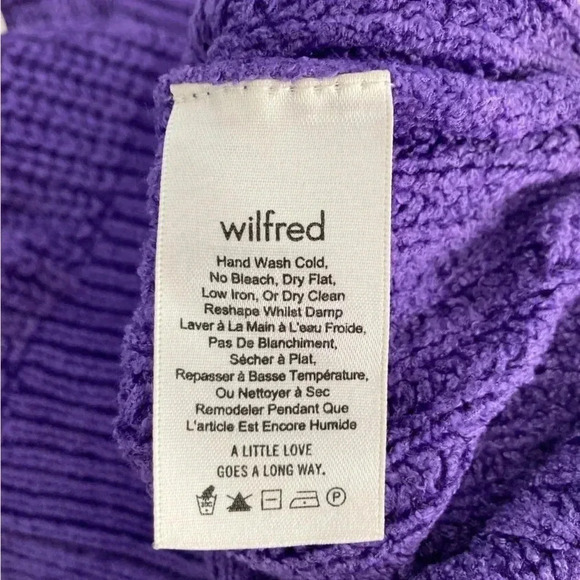 wilfred
Hand Wash Cold,
No Bleach, Dry Flat,
Low Iron, Or Dry Clean
Reshape Whilst Damp
Laver à La Main à L'eau Froide,
Pas De Blanchiment,
Sécher à Plat,
Repasser à Basse Température,
Ou Nettoyer à Sec
Remodeler Pendant Que
L'article Est Encore Humide
A LITTLE LOVE
GOES A LONG WAY.
P